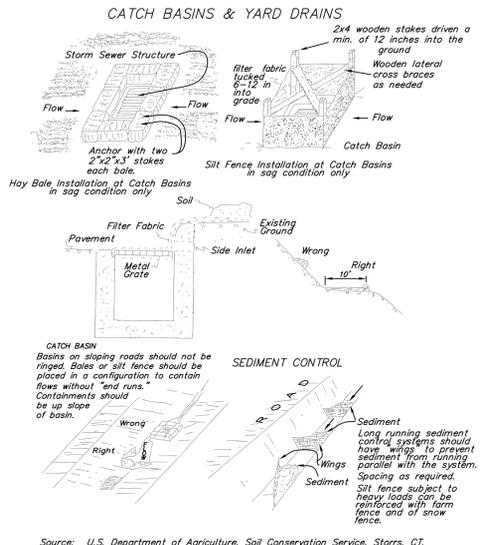 CATCH BASINS & YARD DRAINS
Storm Sewer Structure
Flow
Flow
Anchor with two
2"x2"x3' stakes
each bale.
Hay Bale Installation at Catch Basins
in sag condition only
2x4 wooden stakes driven a
min. of 12 inches into the
ground
filter fabric
tucked
6-12 in
into
grade
Wooden lateral
cross braces
as needed
Flow
Flow
Catch Basin
Silt Fence Installation at Catch Basins
in sag condition only
Soil
Filter Fabric
Existing
Ground
Pavement
Side Inlet
Metal
Grate
Wrong
Right
10'
CATCH BASIN
Basins on sloping roads should not be
ringed. Bales or silt fence should be
placed in a configuration to contain
flows without "end runs."
Containments should
be up slope
of basin.
Wrong
Right
Flow
SEDIMENT CONTROL
ROAD
Sediment
Long running sediment
control systems should
have "wings" to prevent
sediment from running
parallel with the system.
Spacing as required.
Wings
Sediment
Silt fence subject to
heavy loads can be
reinforced with farm
fence end of snow
fence.
Source: U.S. Department of Agriculture, Soil Conservation Service, Storrs, CT.